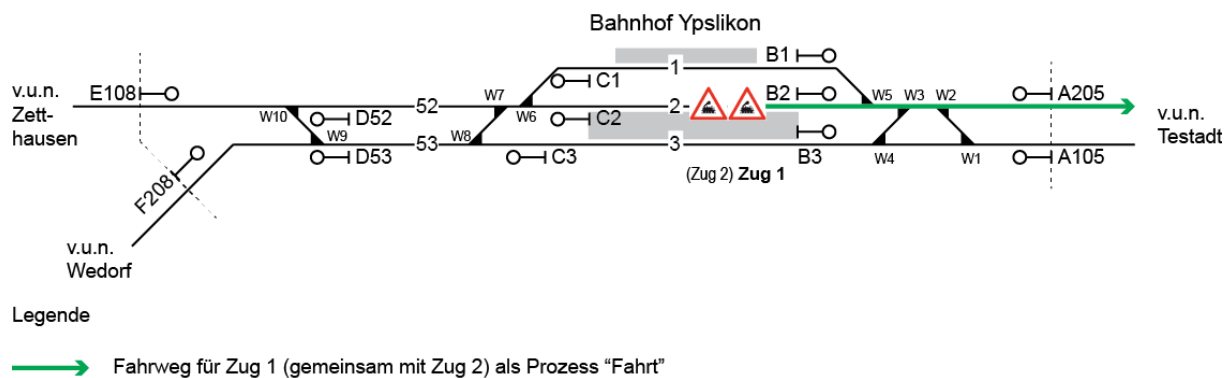 Bahnhof Ypslikon
v.u.n.
Zett-
hausen
E108
F208
v.u.n.
Wedorf
W10
W9
D52
D53
52
53
W7
W6
W8
C1
C2
C3
1
2
3
B1
B2
B3
(Zug 2) Zug 1
W5
W3
W2
W4
W1
A205
A105
v.u.n.
Testadt
Legende
Fahrweg für Zug 1 (gemeinsam mit Zug 2) als Prozess “Fahrt”